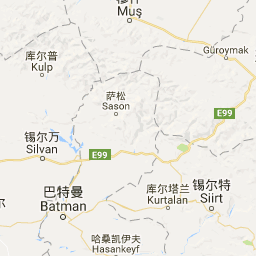 Muş
Güroymak
库尔普
Kulp
萨松
Sason
E99
锡尔万
Silvan
E99
巴特曼
Batman
库尔塔兰
Kurtalan
锡尔特
Siirt
哈桑凯伊夫
Hasankeyf